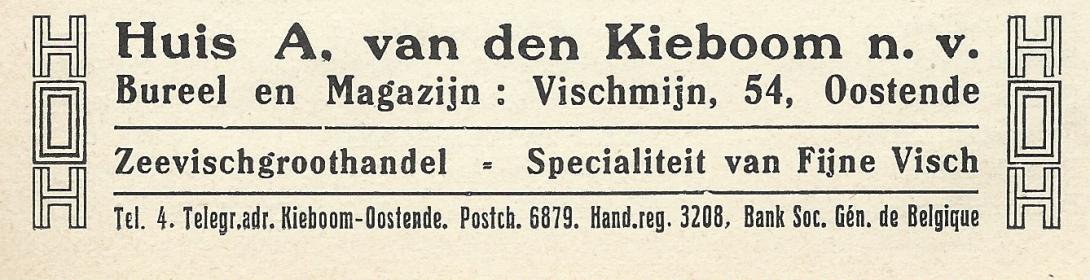 Huis A. van den Kieboom n. v.
Bureel en Magazijn : Vischmijn, 54, Oostende
Zeevischgroothandel - Specialiteit van Fijne Visch
Tel. 4. Telegr.adr. Kieboom-Oostende. Postch. 6879. Hand.reg. 3208, Bank Soc. Gén. de Belgique